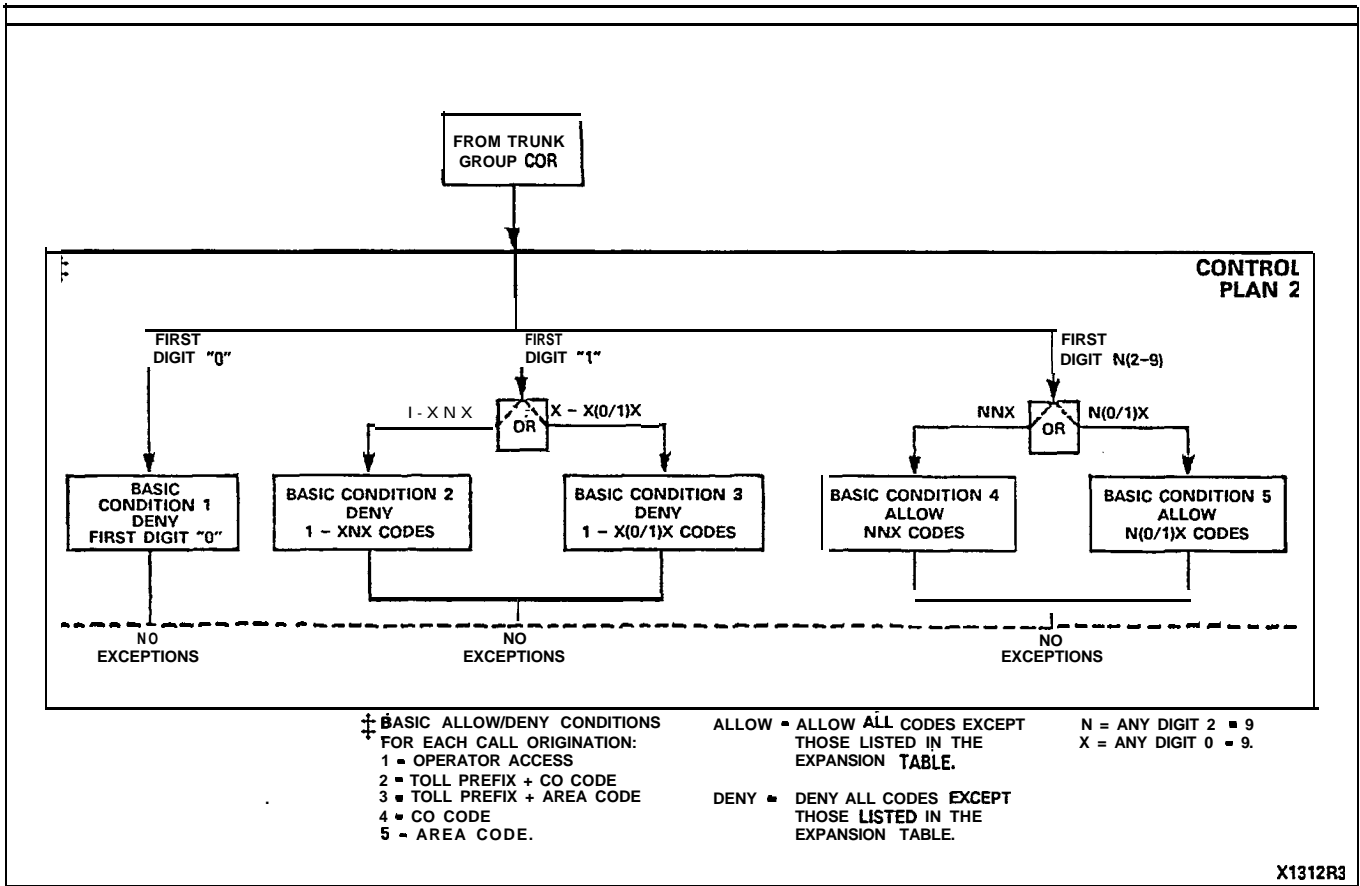 FROM TRUNK
GROUP COR
‡
CONTROL
PLAN 2
FIRST
DIGIT "0"
FIRST
DIGIT "1"
FIRST
DIGIT N(2-9)
I-XNX
OR
X - X(0/1)X
NNX
OR
N(0/1)X
BASIC
CONDITION 1
DENY
FIRST DIGIT "0"
BASIC CONDITION 2
DENY
1 - XNX CODES
BASIC CONDITION 3
DENY
1 - X(0/1)X CODES
BASIC CONDITION 4
ALLOW
NNX CODES
BASIC CONDITION 5
ALLOW
N(0/1)X CODES
NO
EXCEPTIONS
NO
EXCEPTIONS
NO
EXCEPTIONS
‡ BASIC ALLOW/DENY CONDITIONS
FOR EACH CALL ORIGINATION:
1 - OPERATOR ACCESS
2 - TOLL PREFIX + CO CODE
3 - TOLL PREFIX + AREA CODE
4 - CO CODE
5 - AREA CODE.
ALLOW - ALLOW ALL CODES EXCEPT
THOSE LISTED IN THE
EXPANSION TABLE.
DENY - DENY ALL CODES EXCEPT
THOSE LISTED IN THE
EXPANSION TABLE.
N = ANY DIGIT 2 - 9
X = ANY DIGIT 0 - 9.
X1312R3